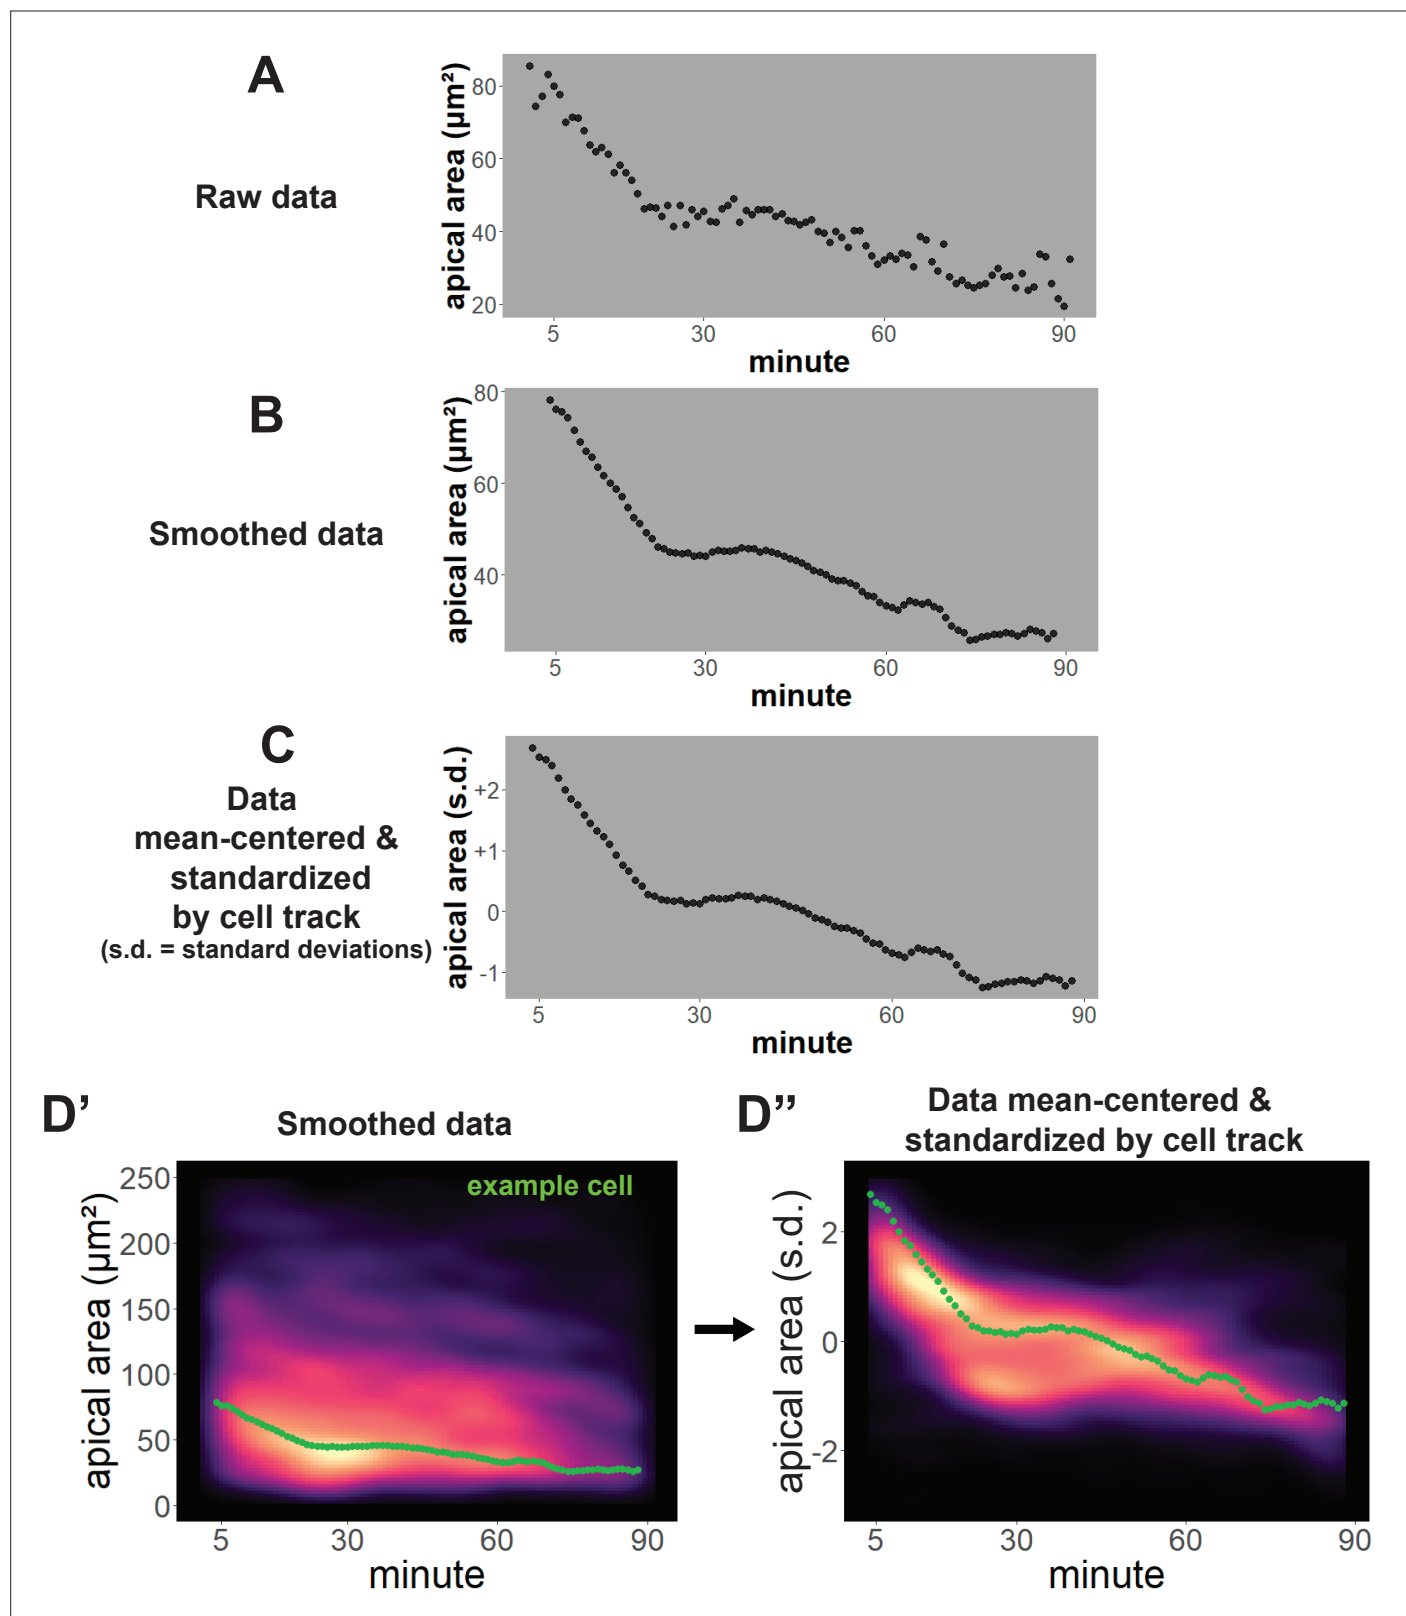 A
Raw data
apical area (µm²)
80
60
40
20
5 30 60 90
minute
B
Smoothed data
apical area (µm²)
80
60
40
5 30 60 90
minute
C
Data
mean-centered &
standardized
by cell track
(s.d. = standard deviations)
apical area (s.d.)
+2
+1
0
-1
5 30 60 90
minute
D’
Smoothed data
example cell
apical area (µm²)
250
200
150
100
50
0
5 30 60 90
minute
D”
Data mean-centered &
standardized by cell track
apical area (s.d.)
2
0
-2
5 30 60 90
minute